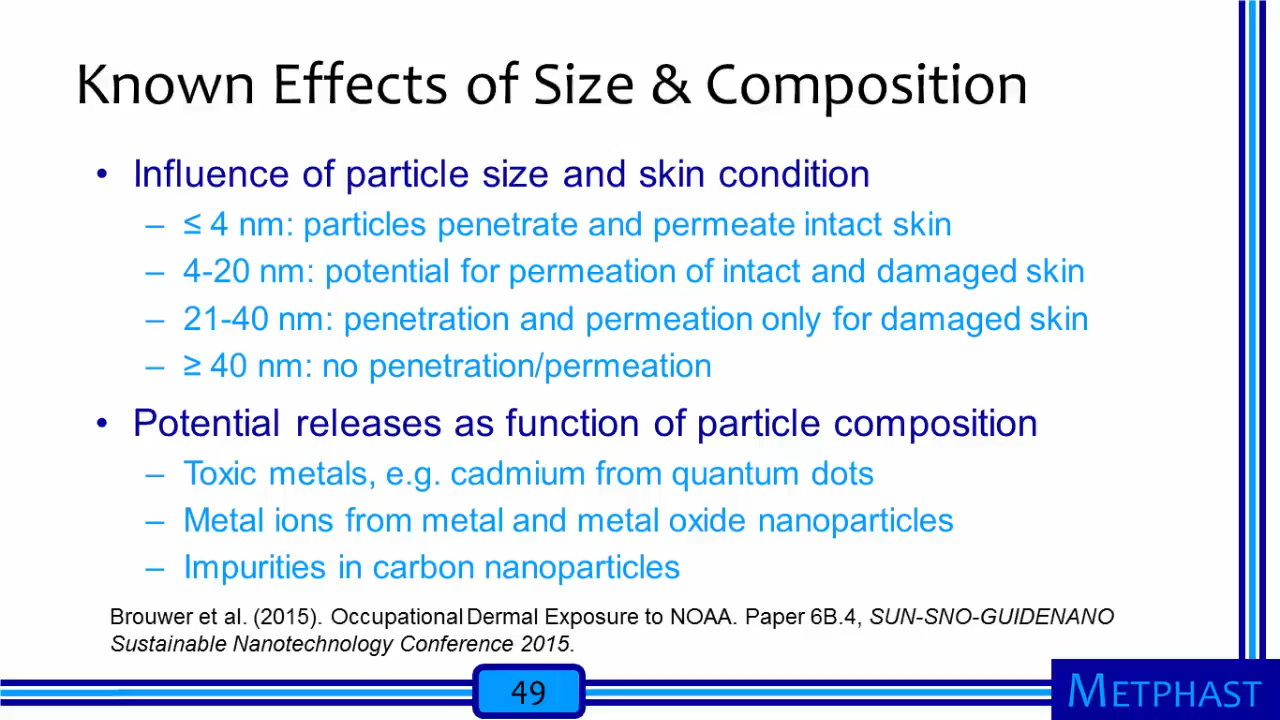 Known Effects of Size & Composition
• Influence of particle size and skin condition
– ≤ 4 nm: particles penetrate and permeate intact skin
– 4-20 nm: potential for permeation of intact and damaged skin
– 21-40 nm: penetration and permeation only for damaged skin
– ≥ 40 nm: no penetration/permeation
• Potential releases as function of particle composition
– Toxic metals, e.g. cadmium from quantum dots
– Metal ions from metal and metal oxide nanoparticles
– Impurities in carbon nanoparticles
Brouwer et al. (2015). Occupational Dermal Exposure to NOAA. Paper 6B.4, SUN-SNO-GUIDENANO
Sustainable Nanotechnology Conference 2015.
49
METPHAST